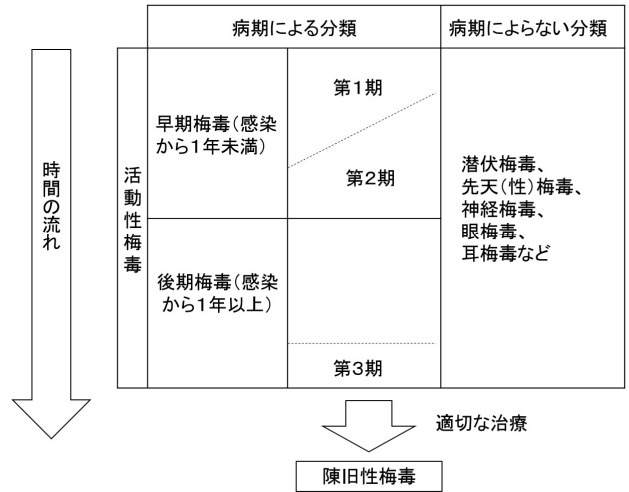 病期による分類
病期によらない分類
時間の流れ
活動性梅毒
早期梅毒（感染
から１年未満）
第１期
第２期
後期梅毒（感染
から１年以上）
第３期
潜伏梅毒、
先天（性）梅毒、
神経梅毒、
眼梅毒、
耳梅毒など
適切な治療
陳旧性梅毒